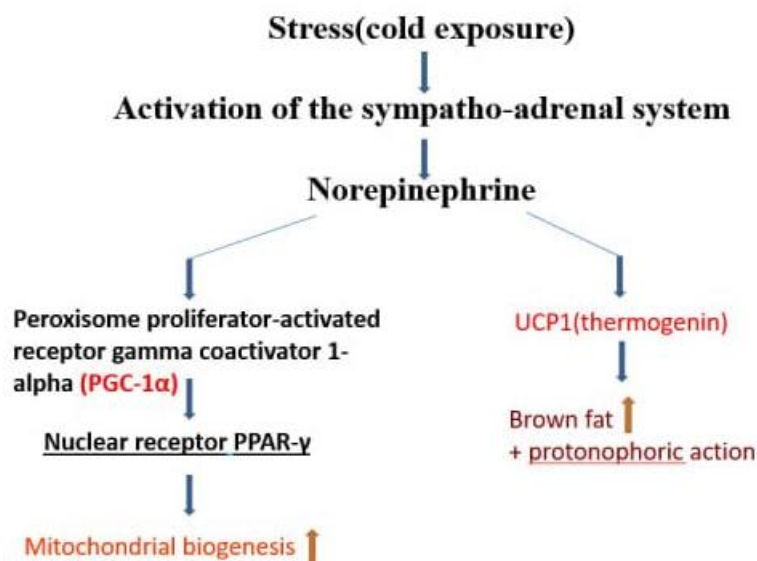 Stress(cold exposure)
Activation of the sympatho-adrenal system
Norepinephrine
Peroxisome proliferator-activated
receptor gamma coactivator 1-
alpha (PGC-1α)
Nuclear receptor PPAR-γ
Mitochondrial biogenesis
UCP1(thermogenin)
Brown fat
+ protonophoric action